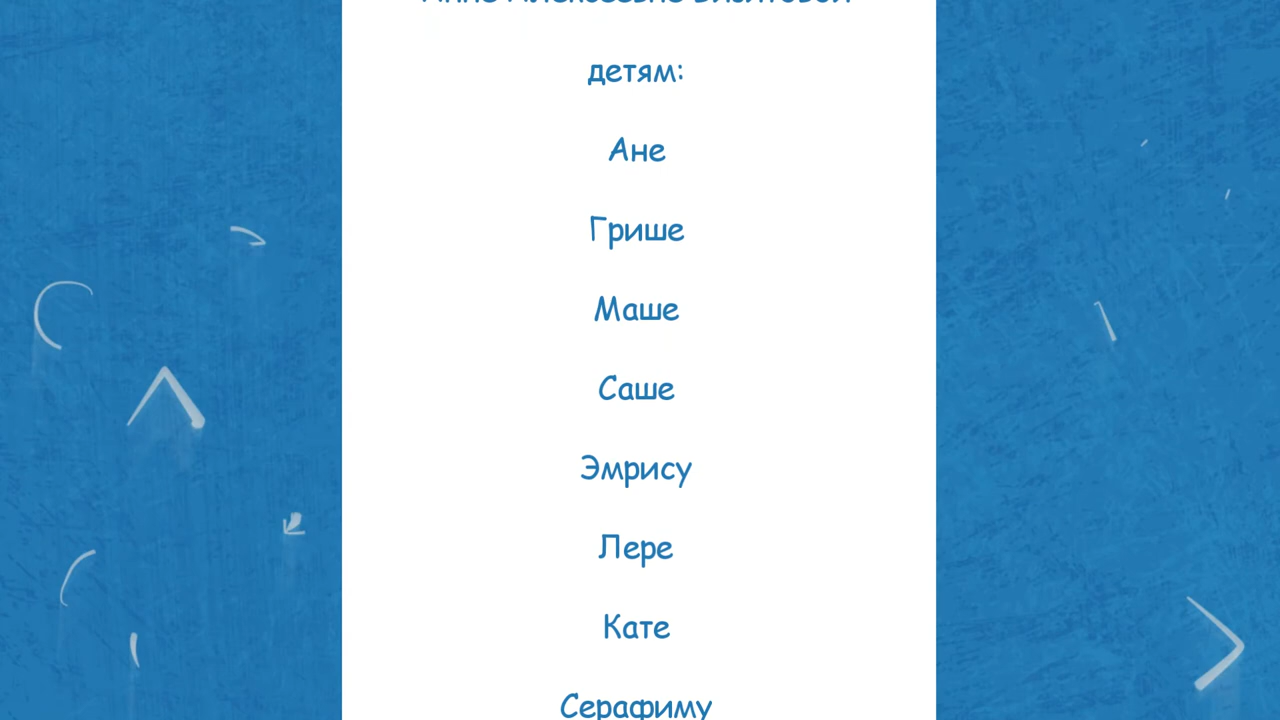 детям:
Ане
Грише
Маше
Саше
Эмрису
Лере
Кате
Серафиму